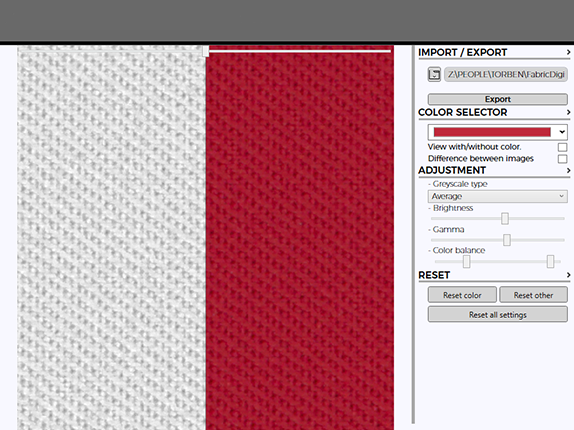 IMPORT / EXPORT
Z:\PEOPLE\TORBEN\FabricDigi
Export
COLOR SELECTOR
View with/without color.
Difference between images
ADJUSTMENT
- Greyscale type
Average
- Brightness
- Gamma
- Color balance
RESET
Reset color
Reset other
Reset all settings